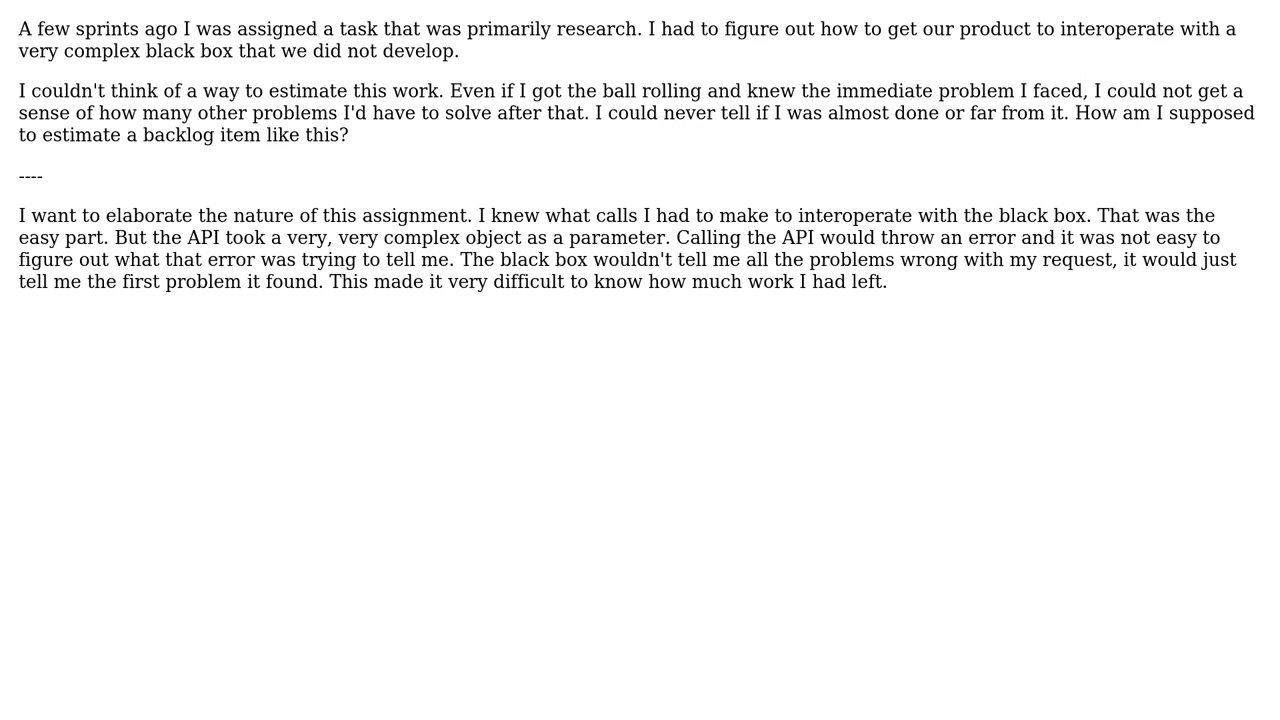 A few sprints ago I was assigned a task that was primarily research. I had to figure out how to get our product to interoperate with a
very complex black box that we did not develop.
I couldn't think of a way to estimate this work. Even if I got the ball rolling and knew the immediate problem I faced, I could not get a
sense of how many other problems I'd have to solve after that. I could never tell if I was almost done or far from it. How am I supposed
to estimate a backlog item like this?
----
I want to elaborate the nature of this assignment. I knew what calls I had to make to interoperate with the black box. That was the
easy part. But the API took a very, very complex object as a parameter. Calling the API would throw an error and it was not easy to
figure out what that error was trying to tell me. The black box wouldn't tell me all the problems wrong with my request, it would just
tell me the first problem it found. This made it very difficult to know how much work I had left.